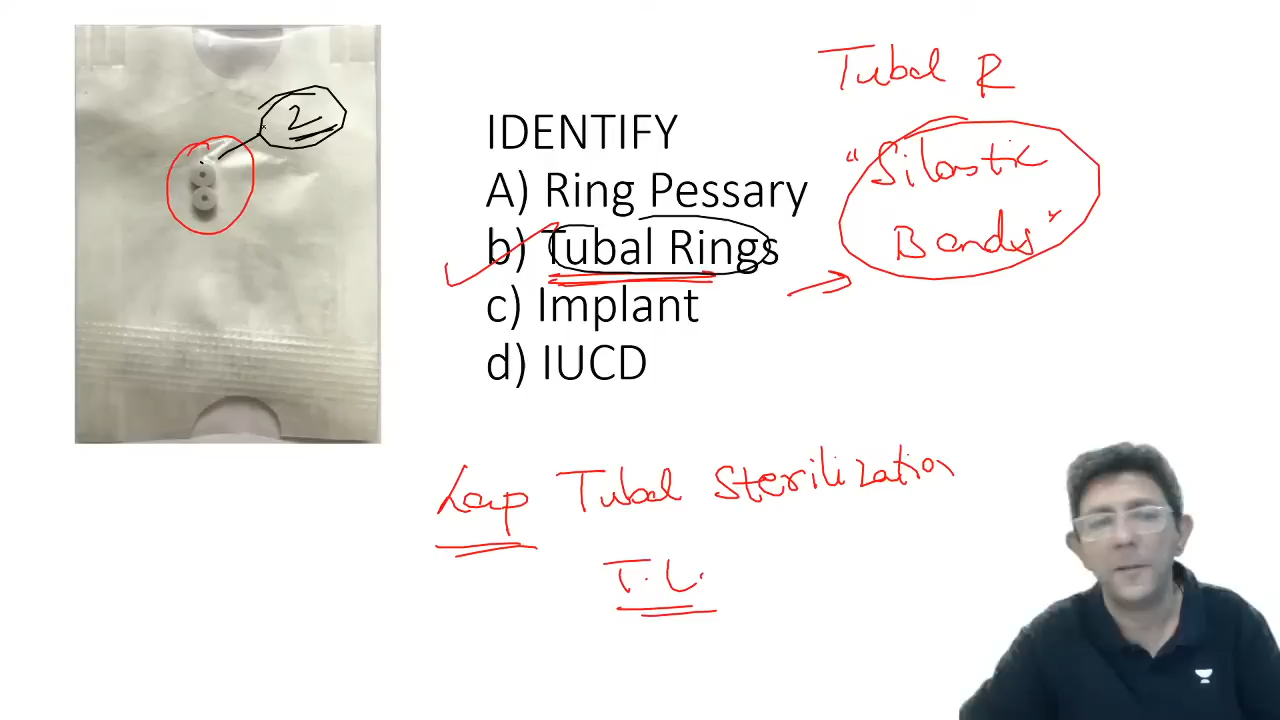 2
IDENTIFY
A) Ring Pessary
b) Tubal Rings
c) Implant
d) IUCD
Tubal R
"Silastic
Bands"
Lap Tubal Sterilization
T.L.